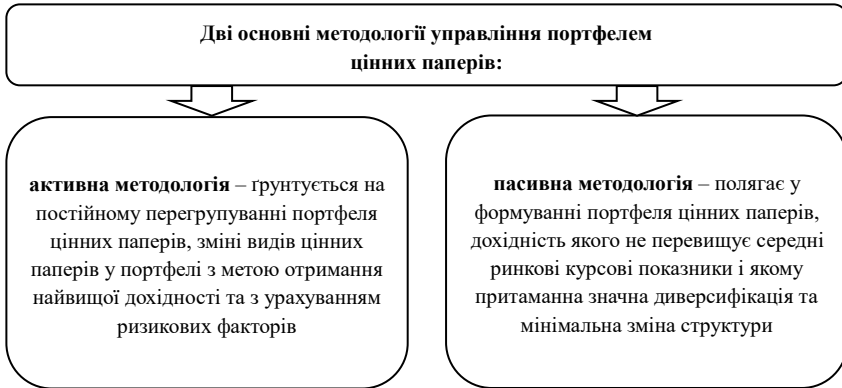 Дві основні методології управління портфелем
цінних паперів:
активна методологія – ґрунтується на
постійному перегрупуванні портфеля
цінних паперів, зміні видів цінних
паперів у портфелі з метою отримання
найвищої дохідності та з урахуванням
ризикових факторів
пасивна методологія – полягає у
формуванні портфеля цінних паперів,
дохідність якого не перевищує середні
ринкові курсові показники і якому
притаманна значна диверсифікація та
мінімальна зміна структури